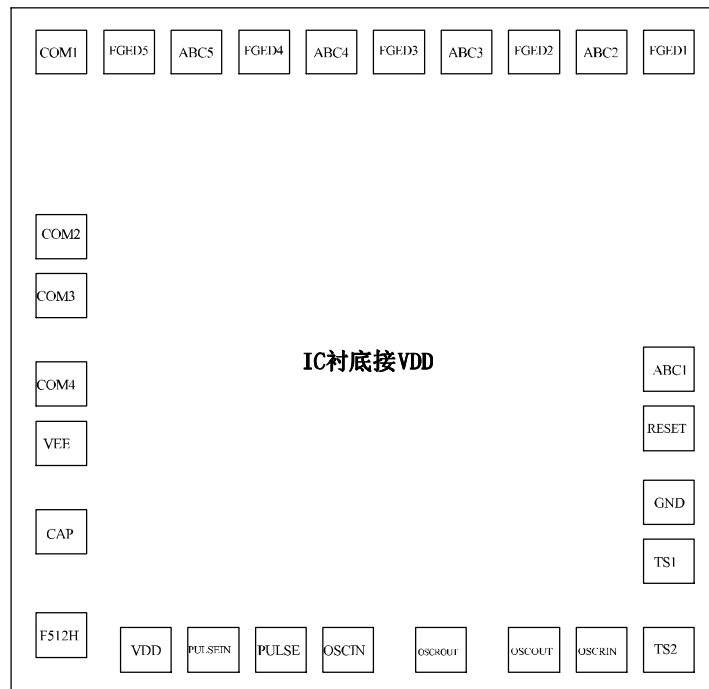 COM1 FGED5 ABC5 FGED4 ABC4 FGED3 ABC3 FGED2 ABC2 FGED1
COM2
COM3
IC衬底接VDD
ABC1
COM4
RESET
VEE
GND
CAP
TS1
F512H VDD PULSEIN PULSE OSCIN OSCROUT OSCOUT OSCRIN TS2